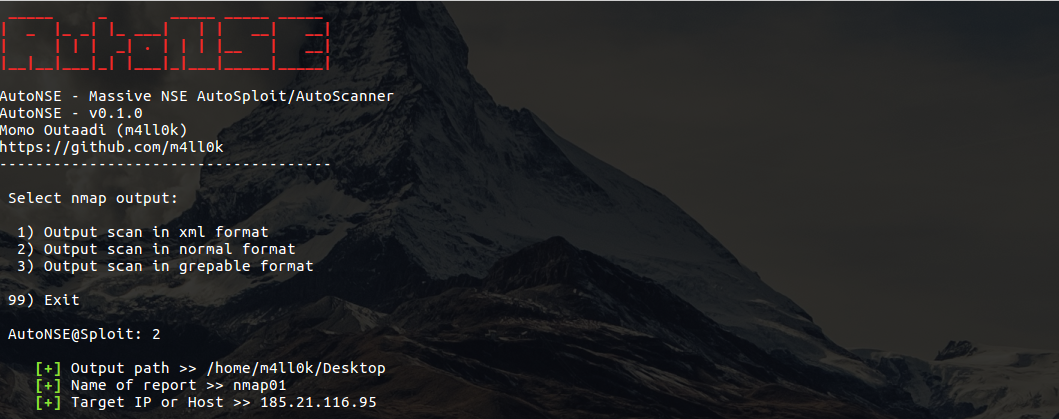 AutoNSE
AutoNSE - Massive NSE AutoSploit/AutoScanner
AutoNSE - v0.1.0
Momo Outaadi (m4ll0k)
https://github.com/m4ll0k
-------------------------------------
Select nmap output:
1) Output scan in xml format
2) Output scan in normal format
3) Output scan in grepable format
99) Exit
AutoNSE@Sploit: 2
[+] Output path >> /home/m4ll0k/Desktop
[+] Name of report >> nmap01
[+] Target IP or Host >> 185.21.116.95